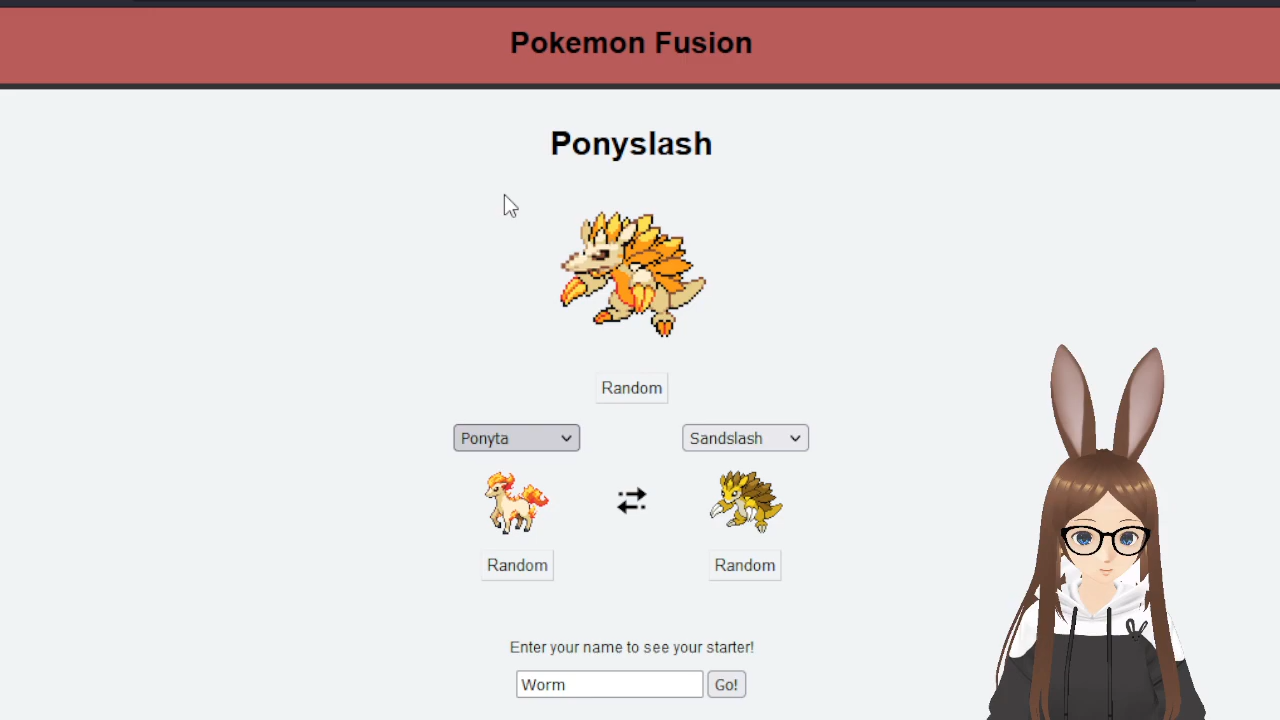 Pokemon Fusion
Ponyslash
Random
Ponyta Sandslash
Random Random
Enter your name to see your starter!
Worm Go!